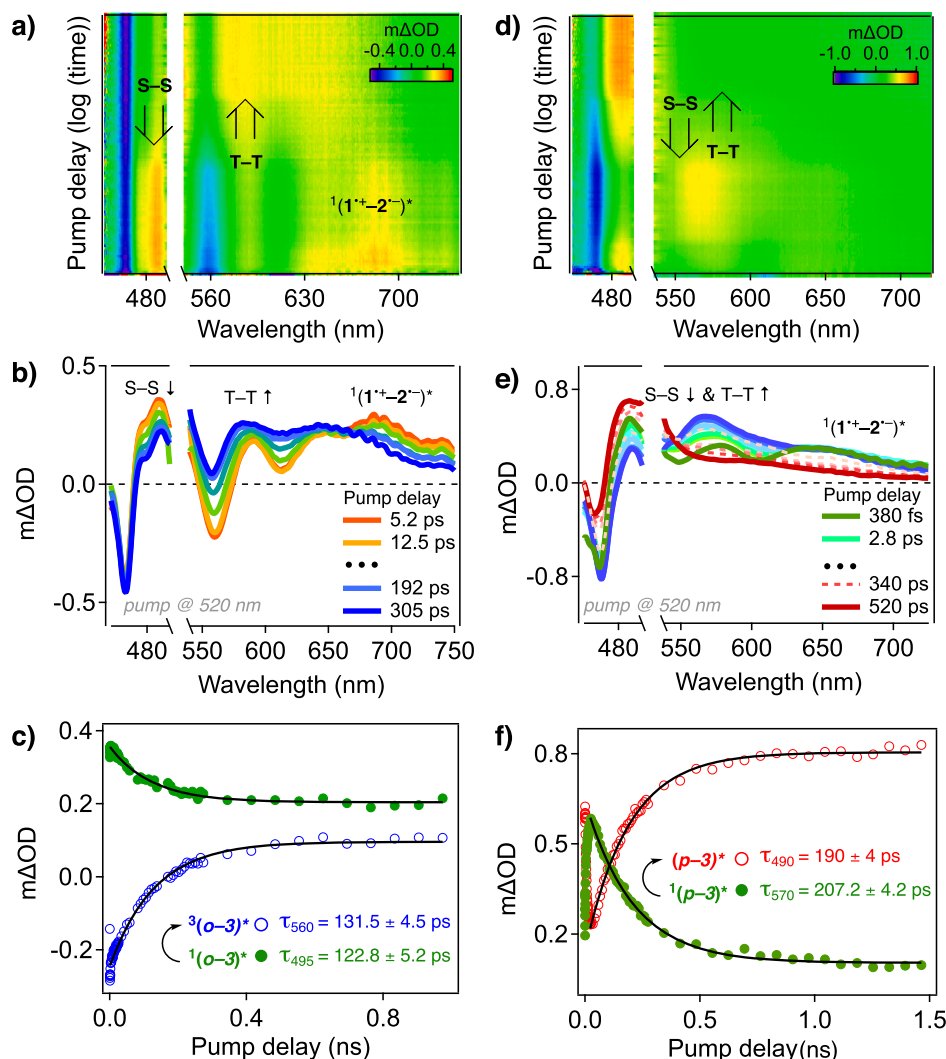 a)
mΔOD
-0.4 0.0 0.4
S–S
T–T
¹(1•+–2•–)*
Pump delay (log (time))
480 560 630 700
Wavelength (nm)
d)
mΔOD
-1.0 0.0 1.0
S–S
T–T
Pump delay (log (time))
480 550 600 650 700
Wavelength (nm)
b)
0.5
0.0
-0.5
mΔOD
S–S ↓
T–T ↑
¹(1•+–2•–)*
Pump delay
5.2 ps
12.5 ps
•••
192 ps
305 ps
pump @ 520 nm
480 550 600 650 700 750
Wavelength (nm)
e)
0.8
0.0
-0.8
mΔOD
S–S ↓ & T–T ↑
¹(1•+–2•–)*
Pump delay
380 fs
2.8 ps
•••
340 ps
520 ps
pump @ 520 nm
480 550 600 650 700
Wavelength (nm)
c)
0.4
0.2
0.0
-0.2
mΔOD
³(o–3)* τ560 = 131.5 ± 4.5 ps
¹(o–3)* τ495 = 122.8 ± 5.2 ps
0.0 0.4 0.8
Pump delay (ns)
f)
0.8
0.5
0.2
mΔOD
(p–3)* τ490 = 190 ± 4 ps
¹(p–3)* τ570 = 207.2 ± 4.2 ps
0.0 0.5 1.0 1.5
Pump delay(ns)